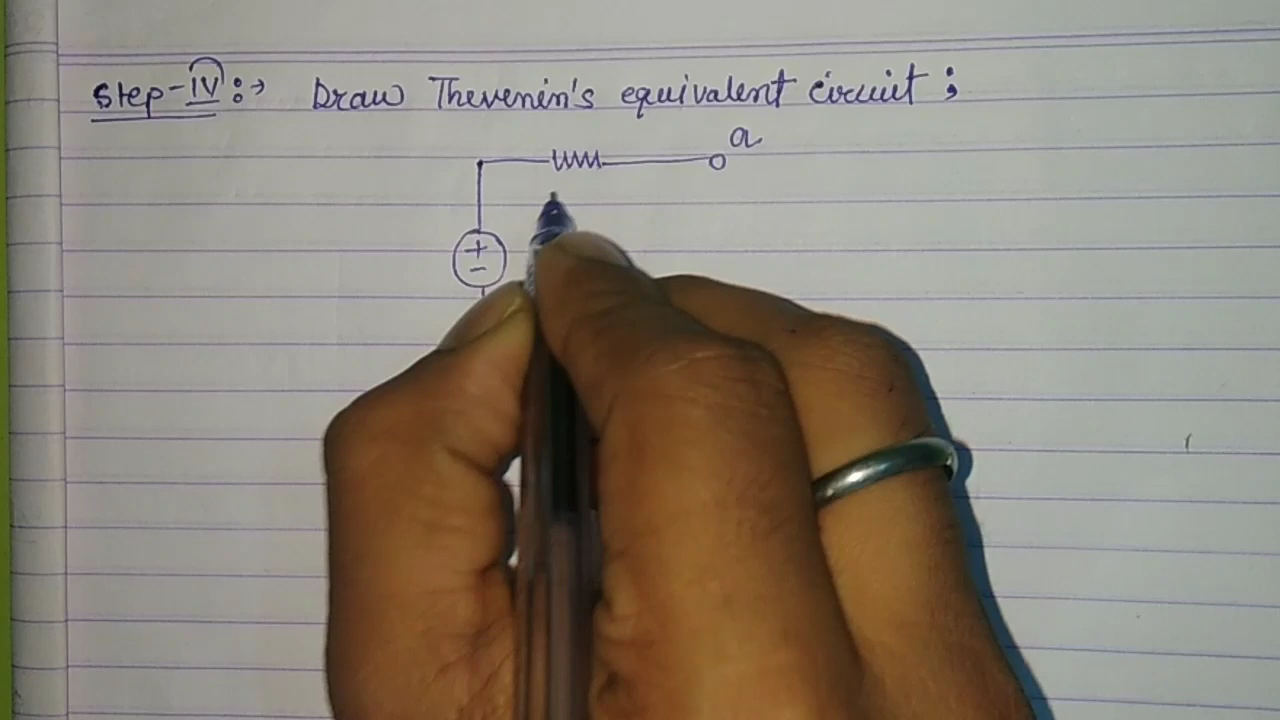 Step-IV :→ Draw Thevenin's equivalent circuit ;
a
+
-